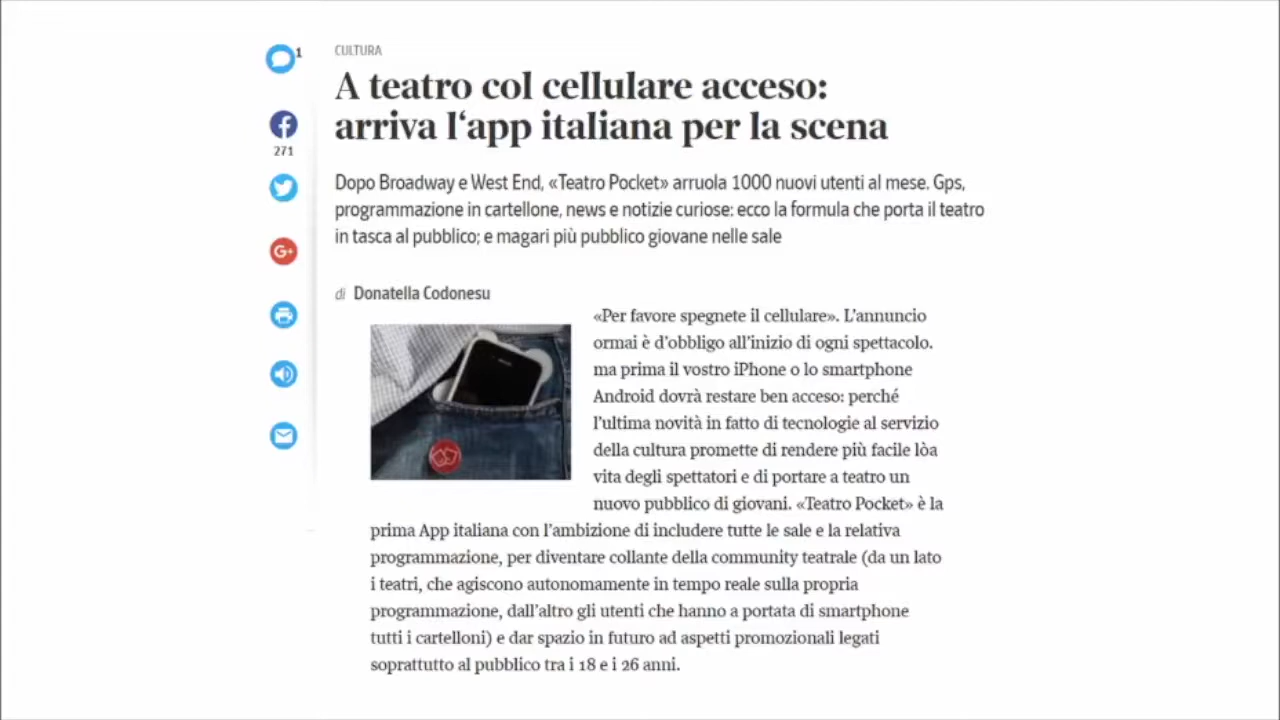 1
CULTURA
A teatro col cellulare acceso:
arriva l‘app italiana per la scena
271
Dopo Broadway e West End, «Teatro Pocket» arruola 1000 nuovi utenti al mese. Gps,
programmazione in cartellone, news e notizie curiose: ecco la formula che porta il teatro
in tasca al pubblico; e magari più pubblico giovane nelle sale
di Donatella Codonesu
«Per favore spegnete il cellulare». L’annuncio
ormai è d’obbligo all’inizio di ogni spettacolo.
ma prima il vostro iPhone o lo smartphone
Android dovrà restare ben acceso: perché
l’ultima novità in fatto di tecnologie al servizio
della cultura promette di rendere più facile lòa
vita degli spettatori e di portare a teatro un
nuovo pubblico di giovani. «Teatro Pocket» è la
prima App italiana con l’ambizione di includere tutte le sale e la relativa
programmazione, per diventare collante della community teatrale (da un lato
i teatri, che agiscono autonomamente in tempo reale sulla propria
programmazione, dall’altro gli utenti che hanno a portata di smartphone
tutti i cartelloni) e dar spazio in futuro ad aspetti promozionali legati
soprattutto al pubblico tra i 18 e i 26 anni.